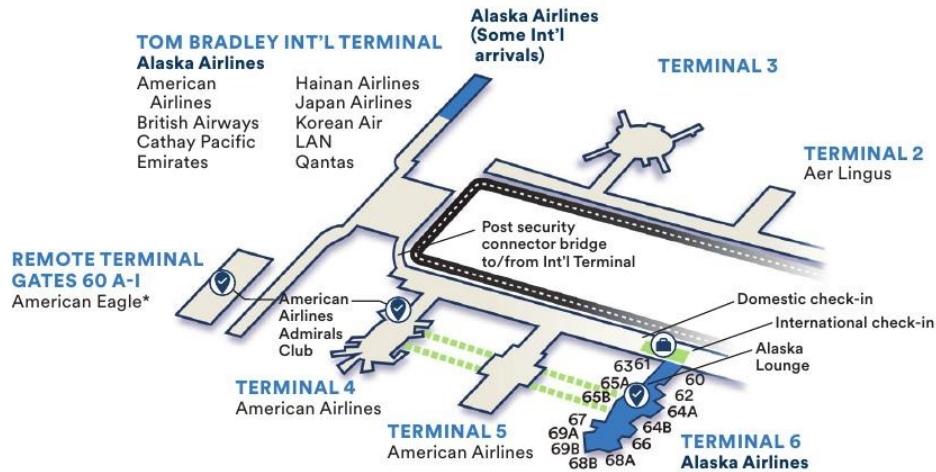 Alaska Airlines
(Some Int'l
arrivals)
TOM BRADLEY INT'L TERMINAL
Alaska Airlines
American
Airlines
British Airways
Cathay Pacific
Emirates
Hainan Airlines
Japan Airlines
Korean Air
LAN
Qantas
TERMINAL 3
TERMINAL 2
Aer Lingus
Post security
connector bridge
to/from Int'l Terminal
REMOTE TERMINAL
GATES 60 A-I
American Eagle*
American
Airlines
Admirals
Club
Domestic check-in
International check-in
Alaska
Lounge
63 61
65A
65B
60
62
64A
64B
66
67
69A
69B
68B 68A
TERMINAL 4
American Airlines
TERMINAL 5
American Airlines
TERMINAL 6
Alaska Airlines